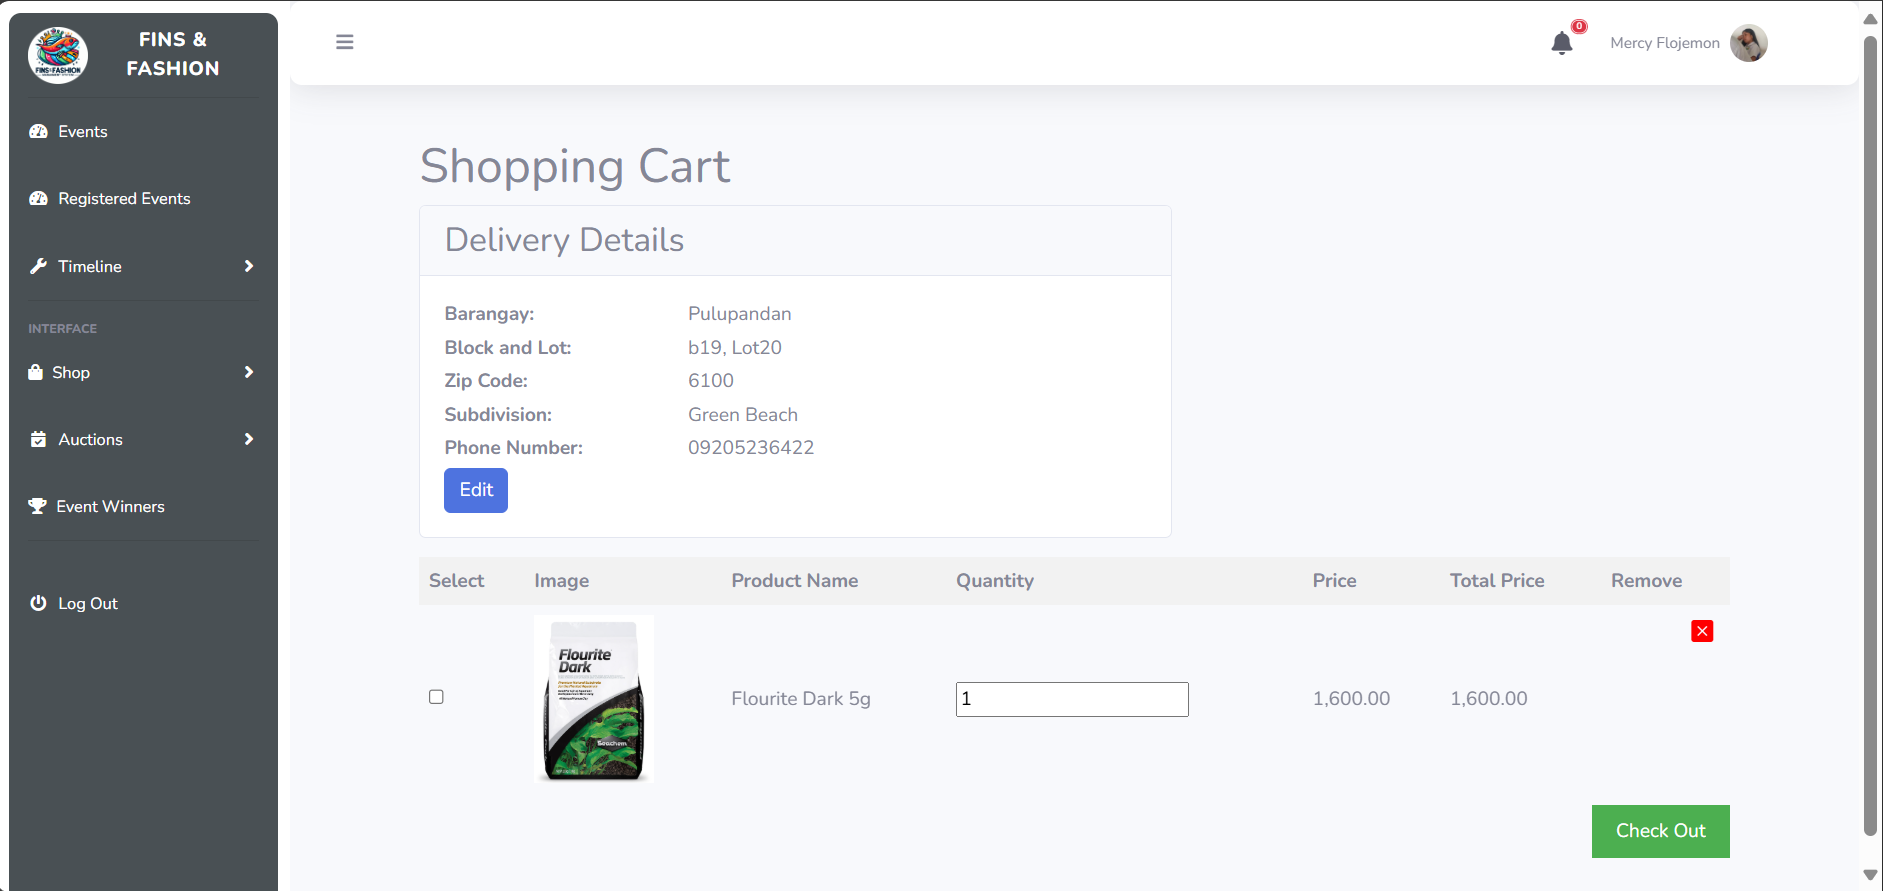 FINS &
FASHION
Events
Registered Events
Timeline
INTERFACE
Shop
Auctions
Event Winners
Log Out
0
Mercy Flojemon
Shopping Cart
Delivery Details
Barangay: Pulupandan
Block and Lot: b19, Lot20
Zip Code: 6100
Subdivision: Green Beach
Phone Number: 09205236422
Edit
Select Image Product Name Quantity Price Total Price Remove
Flourite
Dark
Seachem
Flourite Dark 5g 1 1,600.00 1,600.00
Check Out